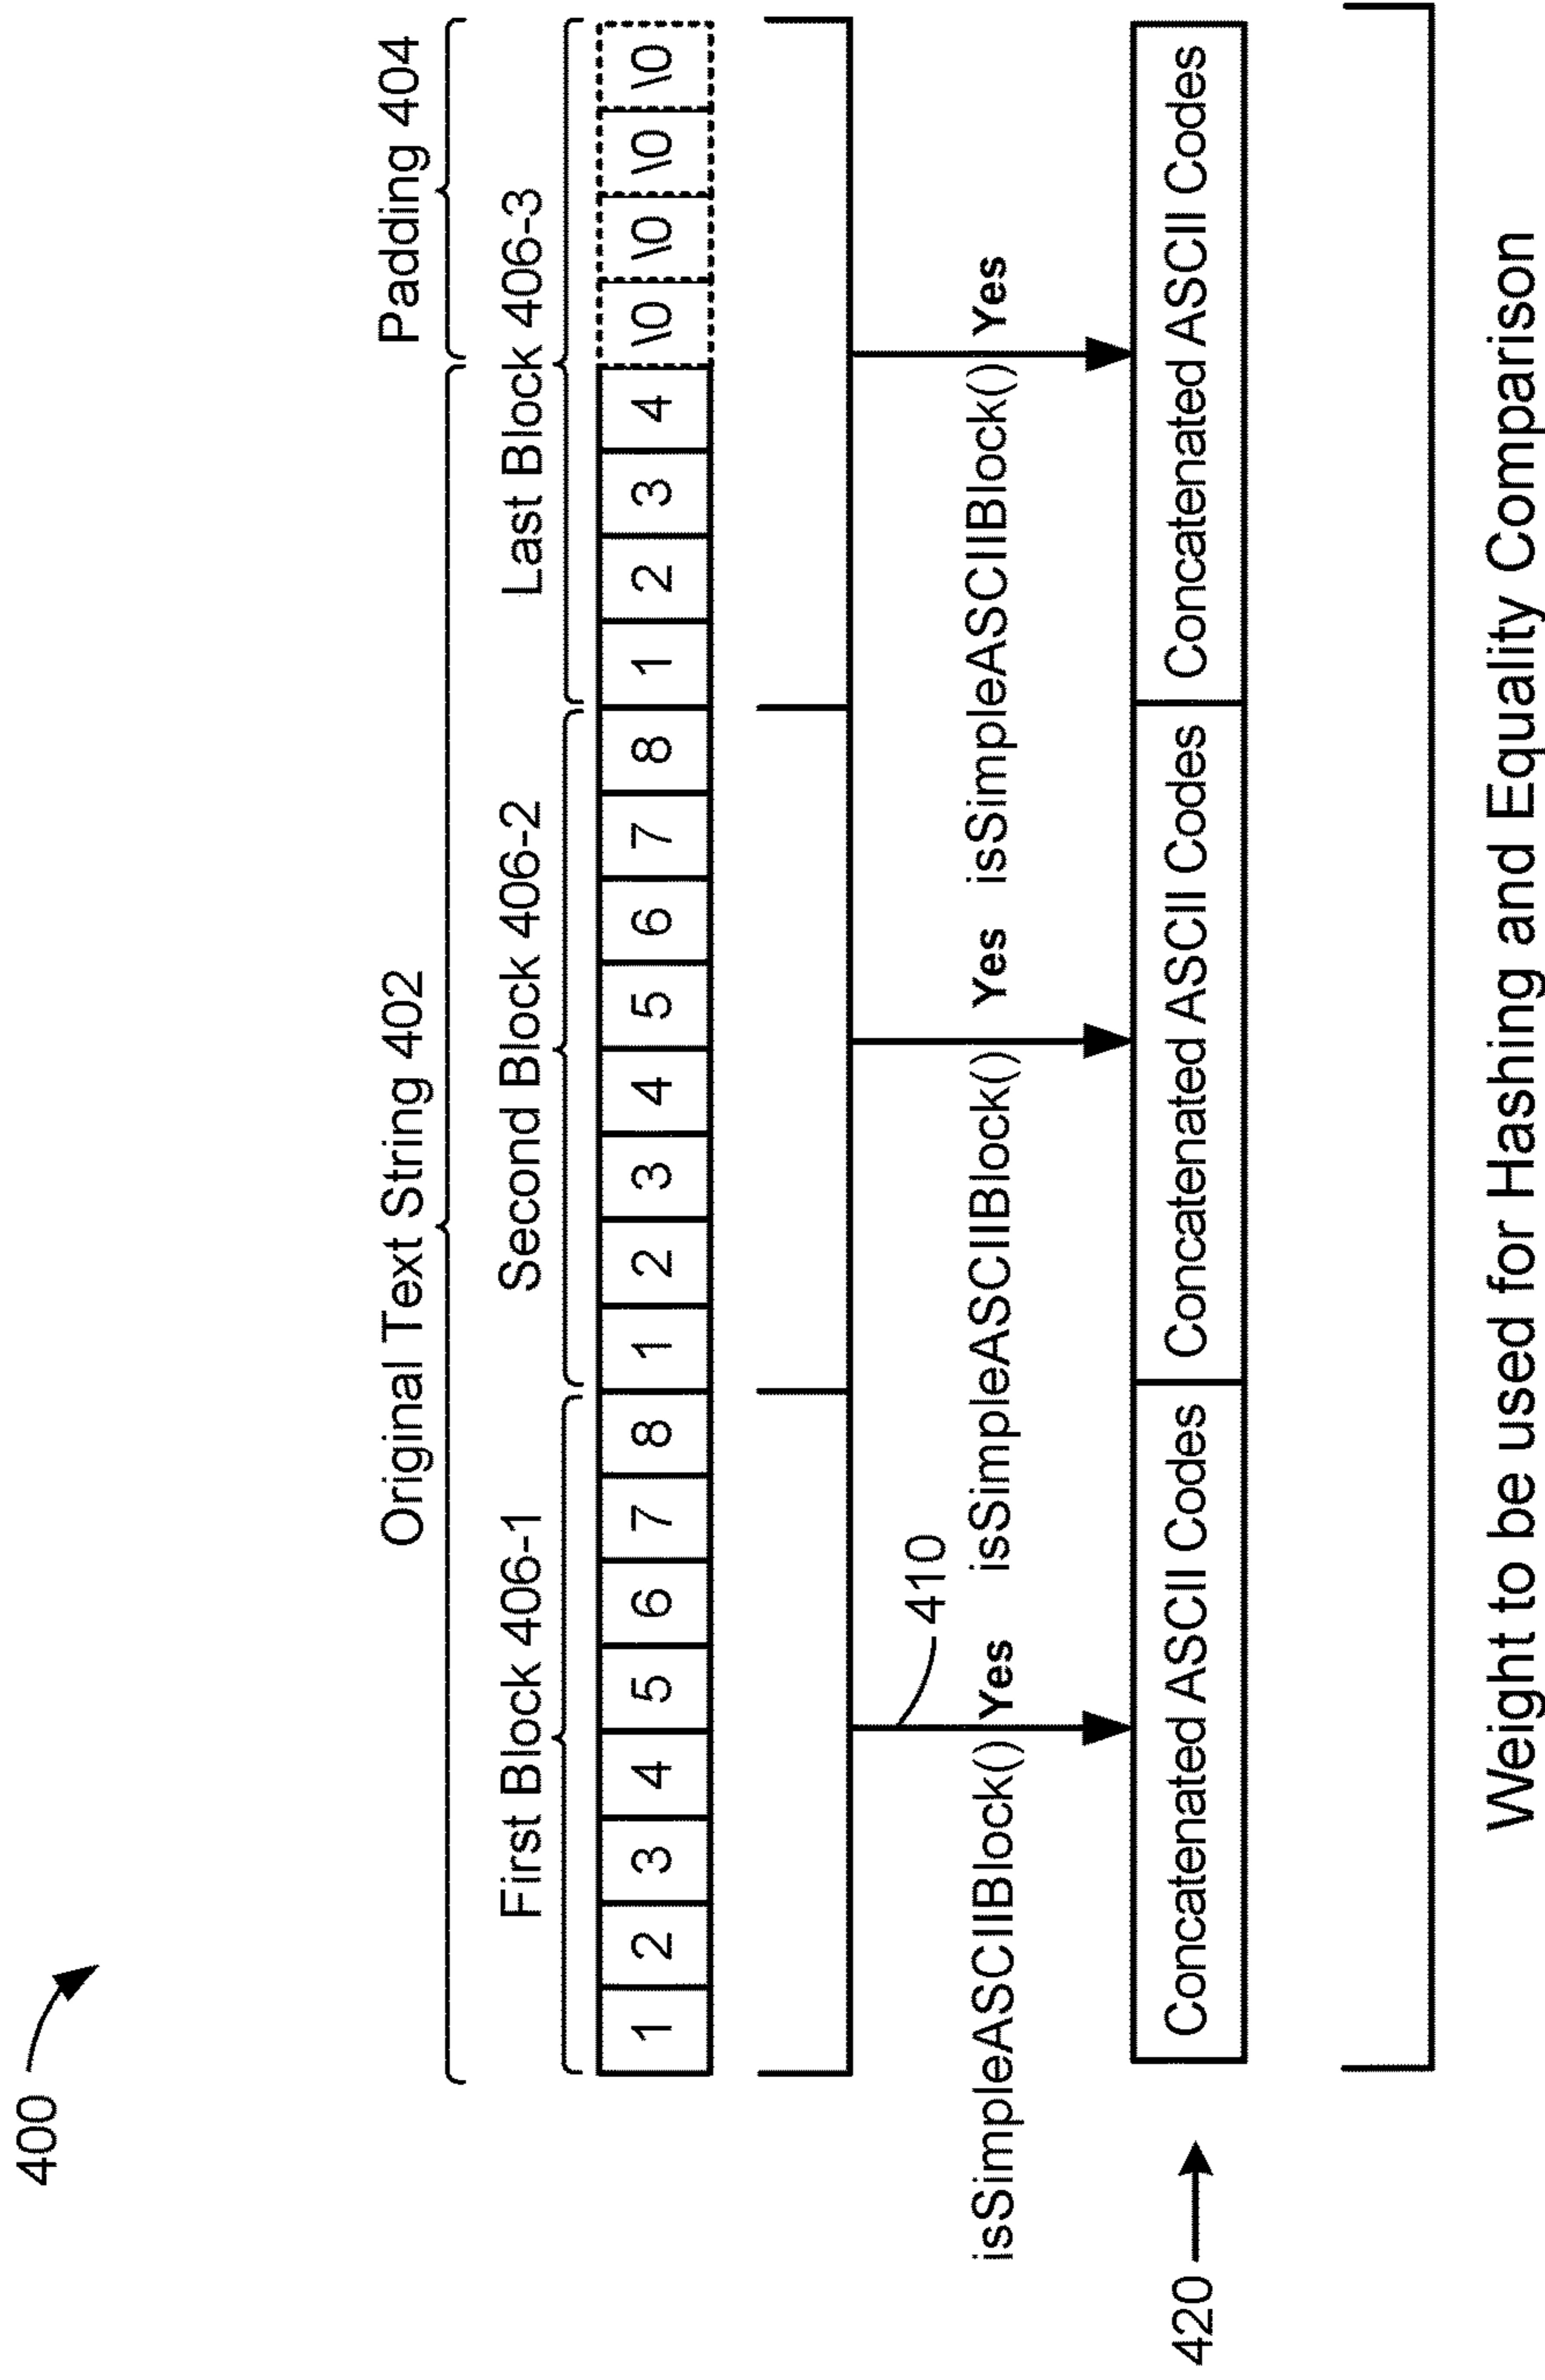 400
Original Text String 402 Padding 404
First Block 406-1 Second Block 406-2 Last Block 406-3
1 2 3 4 5 6 7 8 1 2 3 4 5 6 7 8 1 2 3 4 \0 \0 \0 \0
410
isSimpleASCIIBlock() Yes isSimpleASCIIBlock() Yes isSimpleASCIIBlock() Yes
420 Concatenated ASCII Codes Concatenated ASCII Codes Concatenated ASCII Codes
Weight to be used for Hashing and Equality Comparison